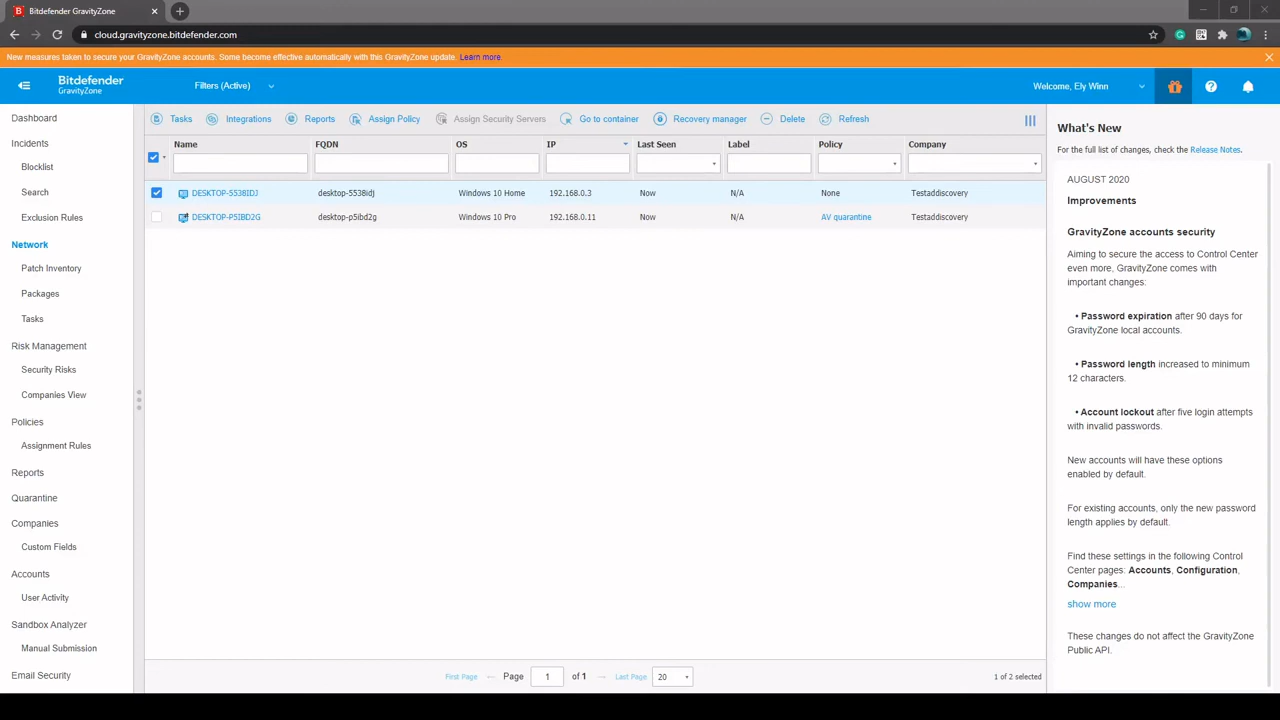 Bitdefender GravityZone
cloud.gravityzone.bitdefender.com
New measures taken to secure your GravityZone accounts. Some become effective automatically with this GravityZone update. Learn more.
Bitdefender
GravityZone
Filters (Active)
Welcome, Ely Winn
Dashboard
Incidents
Blocklist
Search
Exclusion Rules
Network
Patch Inventory
Packages
Tasks
Risk Management
Security Risks
Companies View
Policies
Assignment Rules
Reports
Quarantine
Companies
Custom Fields
Accounts
User Activity
Sandbox Analyzer
Manual Submission
Email Security
Tasks Integrations Reports Assign Policy Assign Security Servers Go to container Recovery manager Delete Refresh
Name FQDN OS IP Last Seen Label Policy Company
DESKTOP-5538IDJ desktop-5538idj Windows 10 Home 192.168.0.3 Now N/A None Testaddiscovery
DESKTOP-P5IBD2G desktop-p5ibd2g Windows 10 Pro 192.168.0.11 Now N/A AV quarantine Testaddiscovery
First Page Page 1 of 1 Last Page 20 1 of 2 selected
What's New
For the full list of changes, check the Release Notes.
AUGUST 2020
Improvements
GravityZone accounts security
Aiming to secure the access to Control Center
even more, GravityZone comes with
important changes:
• Password expiration after 90 days for
GravityZone local accounts.
• Password length increased to minimum
12 characters.
• Account lockout after five login attempts
with invalid passwords.
New accounts will have these options
enabled by default.
For existing accounts, only the new password
length applies by default.
Find these settings in the following Control
Center pages: Accounts, Configuration,
Companies...
show more
These changes do not affect the GravityZone
Public API.